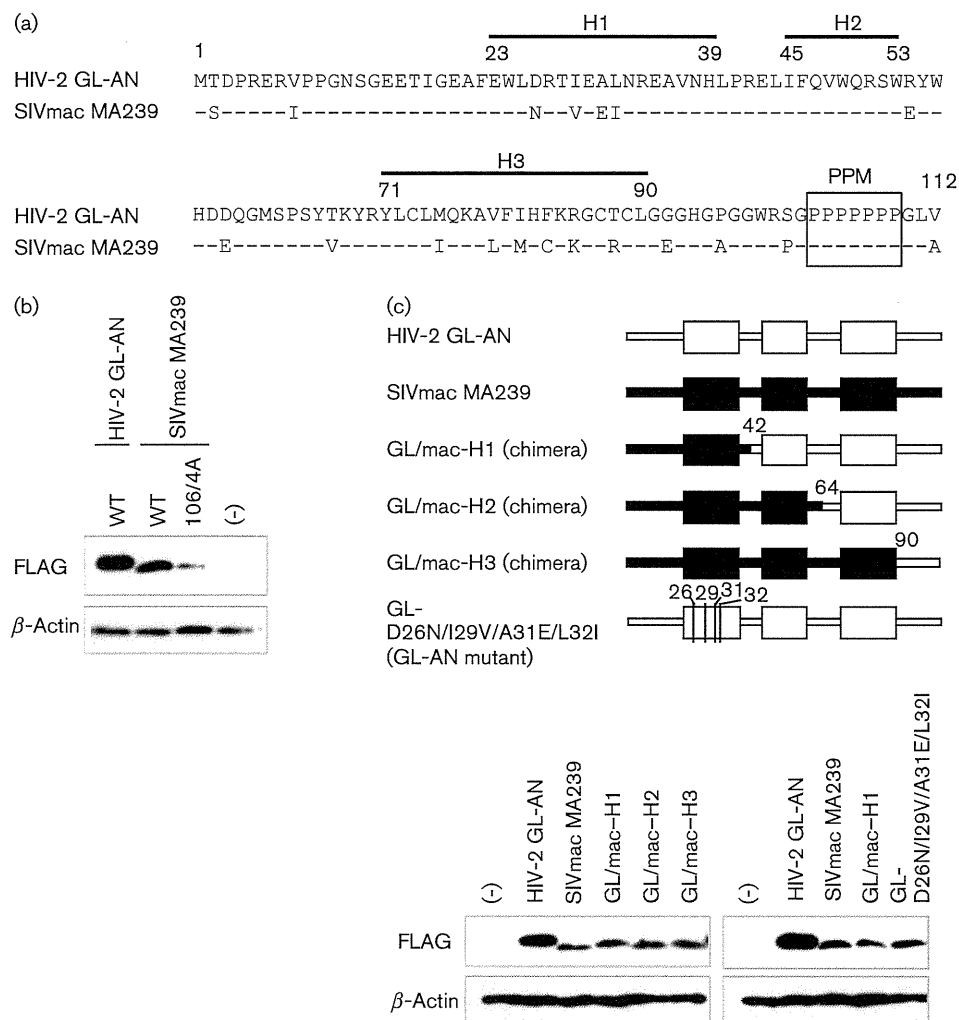 (a)
H1 H2
1 23 39 45 53
HIV-2 GL-AN MTDPRERVPPGNSGEETIGEAFEWLDRTIEALNREAVNHLPRELIFQVWQRSWRYW
SIVmac MA239 -S-----I-----------------N--V-EI---------------------E--
H3 PPM
71 90 112
HIV-2 GL-AN HDDQGMSPSYTKYRYLCLMQKAVFIHFKRGCTCLGGGHGPGGWRSGPPPPPPPGLV
SIVmac MA239 --E-------V-------I---L-M-C-K--R---E---A----P----------A
(b)
HIV-2 GL-AN
SIVmac MA239
WT
WT
106/4A
(-)
FLAG
β-Actin
(c)
HIV-2 GL-AN
SIVmac MA239
42
GL/mac-H1 (chimera)
64
GL/mac-H2 (chimera)
90
GL/mac-H3 (chimera)
26 29 31 32
GL-
D26N/I29V/A31E/L32I
(GL-AN mutant)
(-)
HIV-2 GL-AN
SIVmac MA239
GL/mac-H1
GL/mac-H2
GL/mac-H3
(-)
HIV-2 GL-AN
SIVmac MA239
GL/mac-H1
GL-
D26N/I29V/A31E/L32I
FLAG
β-Actin